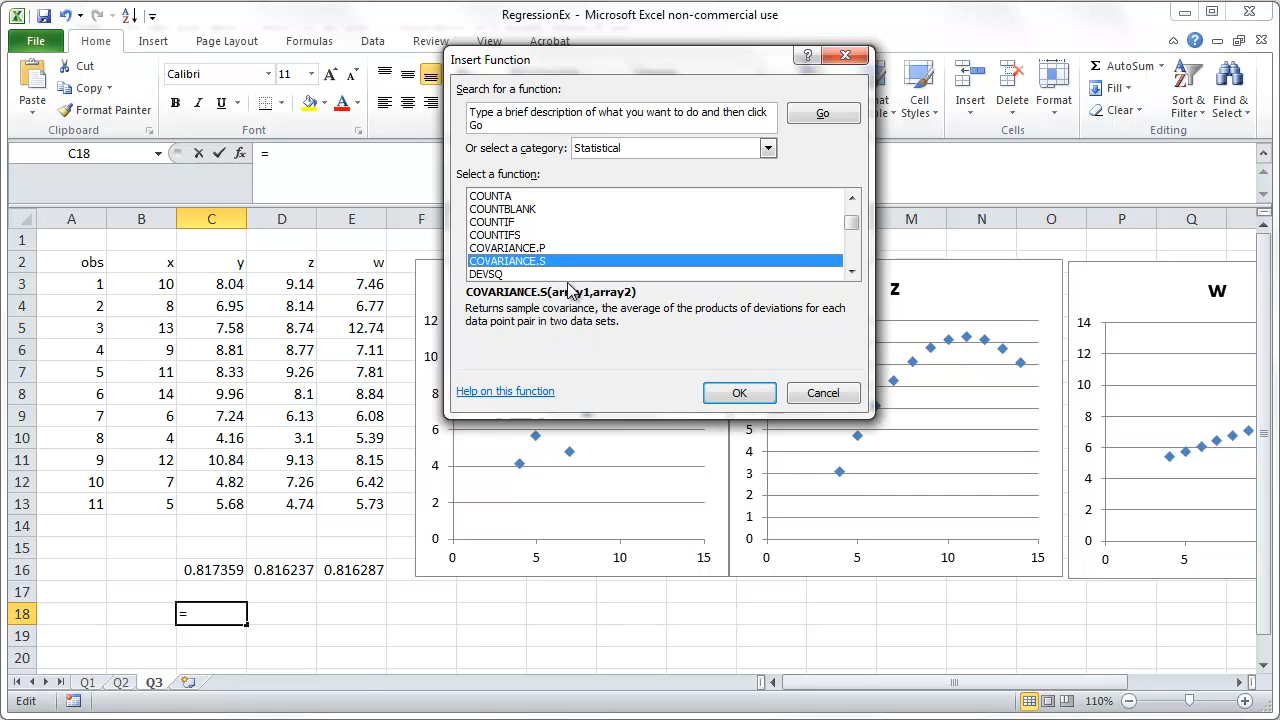 RegressionEx - Microsoft Excel non-commercial use
File Home Insert Page Layout Formulas Data Review View Acrobat
Paste Cut Copy Format Painter
Calibri 11
B I U A
Insert Delete Format
Cell Styles
AutoSum Fill Clear
Sort & Filter Find & Select
Clipboard Font Cells Editing
C18 fx =
A B C D E F M N O P Q
1
2 obs x y z w
3 1 10 8.04 9.14 7.46
4 2 8 6.95 8.14 6.77
5 3 13 7.58 8.74 12.74
6 4 9 8.81 8.77 7.11
7 5 11 8.33 9.26 7.81
8 6 14 9.96 8.1 8.84
9 7 6 7.24 6.13 6.08
10 8 4 4.16 3.1 5.39
11 9 12 10.84 9.13 8.15
12 10 7 4.82 7.26 6.42
13 11 5 5.68 4.74 5.73
14
15
16 0.817359 0.816237 0.816287
17
18 =
19
20
Insert Function
Search for a function:
Type a brief description of what you want to do and then click
Go
Go
Or select a category: Statistical
Select a function:
COUNTA
COUNTBLANK
COUNTIF
COUNTIFS
COVARIANCE.P
COVARIANCE.S
DEVSQ
COVARIANCE.S(array1,array2)
Returns sample covariance, the average of the products of deviations for each
data point pair in two data sets.
Help on this function OK Cancel
12
10
6
4
2
0
0 5 10 15
z
5
4
3
2
1
0
0 5 10 15
w
14
12
10
8
6
4
2
0
0 5
Q1 Q2 Q3
Edit 110%